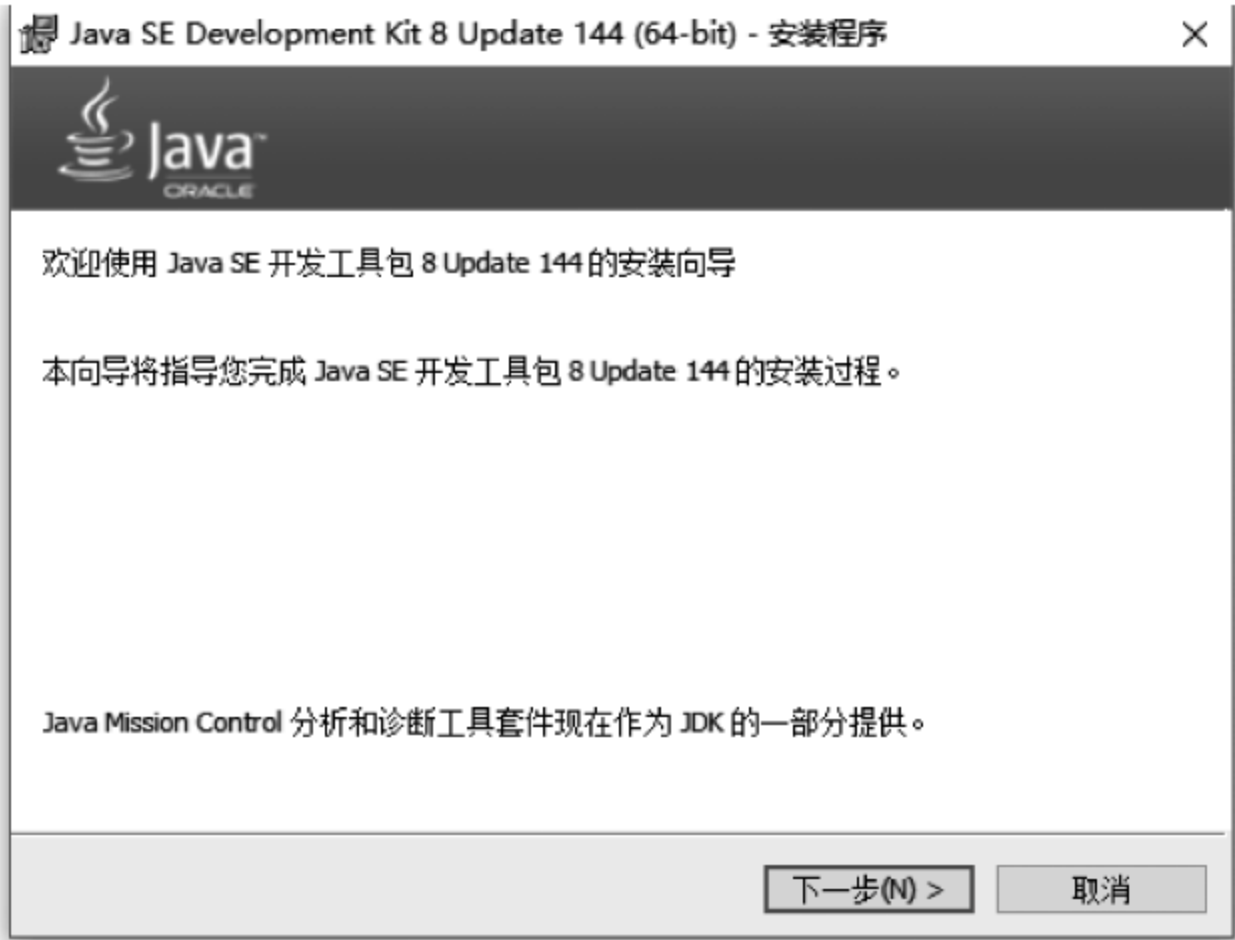 Java SE Development Kit 8 Update 144 (64-bit) - 安装程序
Java™
ORACLE
欢迎使用 Java SE 开发工具包 8 Update 144 的安装向导
本向导将指导您完成 Java SE 开发工具包 8 Update 144 的安装过程。
Java Mission Control 分析和诊断工具套件现在作为 JDK 的一部分提供。
下一步(N) > 取消